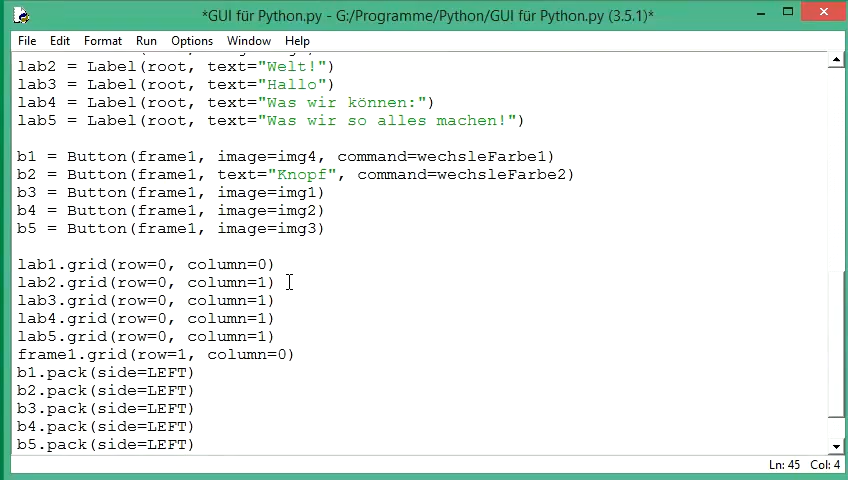 *GUI für Python.py - G:/Programme/Python/GUI für Python.py (3.5.1)*
File Edit Format Run Options Window Help
lab2 = Label(root, text="Welt!")
lab3 = Label(root, text="Hallo")
lab4 = Label(root, text="Was wir können:")
lab5 = Label(root, text="Was wir so alles machen!")
b1 = Button(frame1, image=img4, command=wechsleFarbe1)
b2 = Button(frame1, text="Knopf", command=wechsleFarbe2)
b3 = Button(frame1, image=img1)
b4 = Button(frame1, image=img2)
b5 = Button(frame1, image=img3)
lab1.grid(row=0, column=0)
lab2.grid(row=0, column=1)
lab3.grid(row=0, column=1)
lab4.grid(row=0, column=1)
lab5.grid(row=0, column=1)
frame1.grid(row=1, column=0)
b1.pack(side=LEFT)
b2.pack(side=LEFT)
b3.pack(side=LEFT)
b4.pack(side=LEFT)
b5.pack(side=LEFT)
Ln: 45 Col: 4